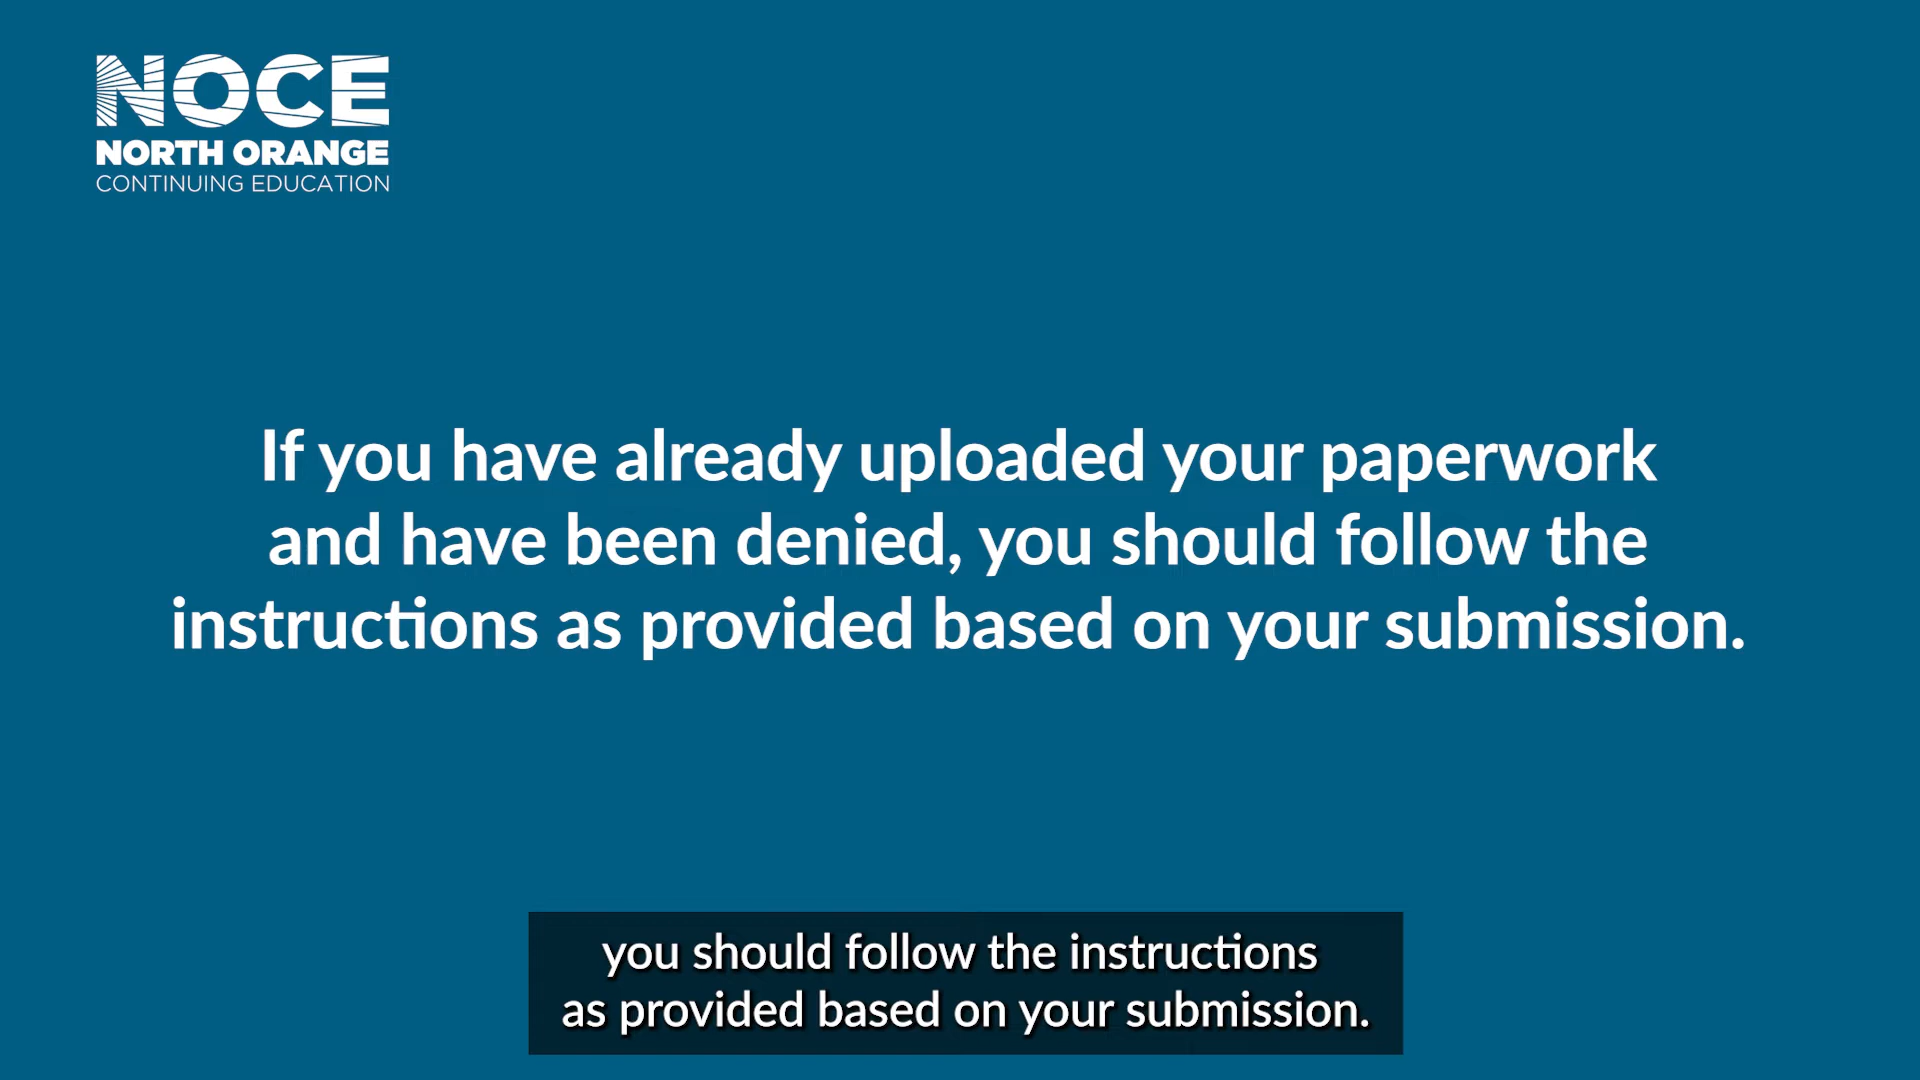 NOCE
NORTH ORANGE
CONTINUING EDUCATION
If you have already uploaded your paperwork
and have been denied, you should follow the
instructions as provided based on your submission.
you should follow the instructions
as provided based on your submission.